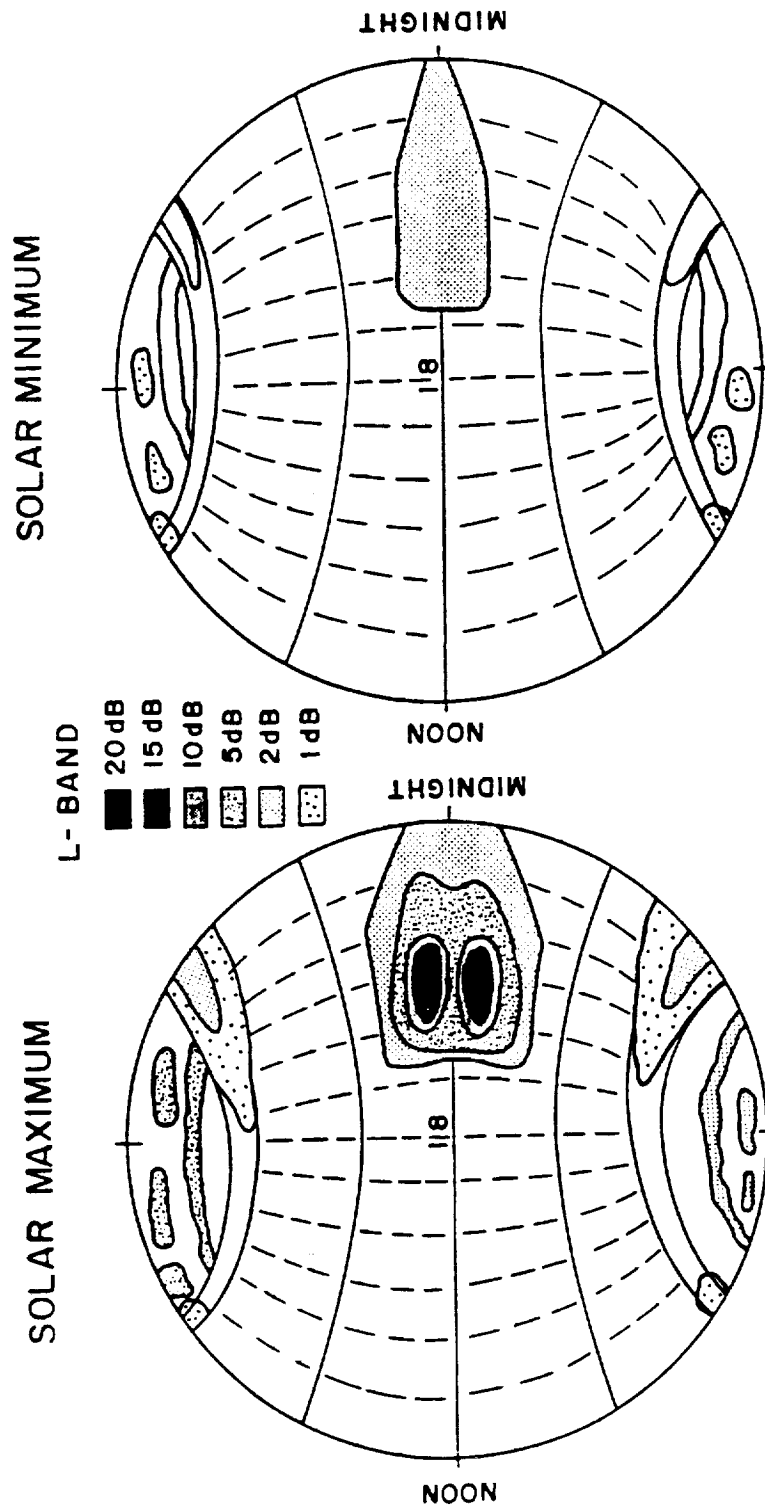 SOLAR MAXIMUM
SOLAR MINIMUM
L-BAND
20dB
15dB
10dB
5dB
2dB
1dB
NOON
18
MIDNIGHT
NOON
18
MIDNIGHT